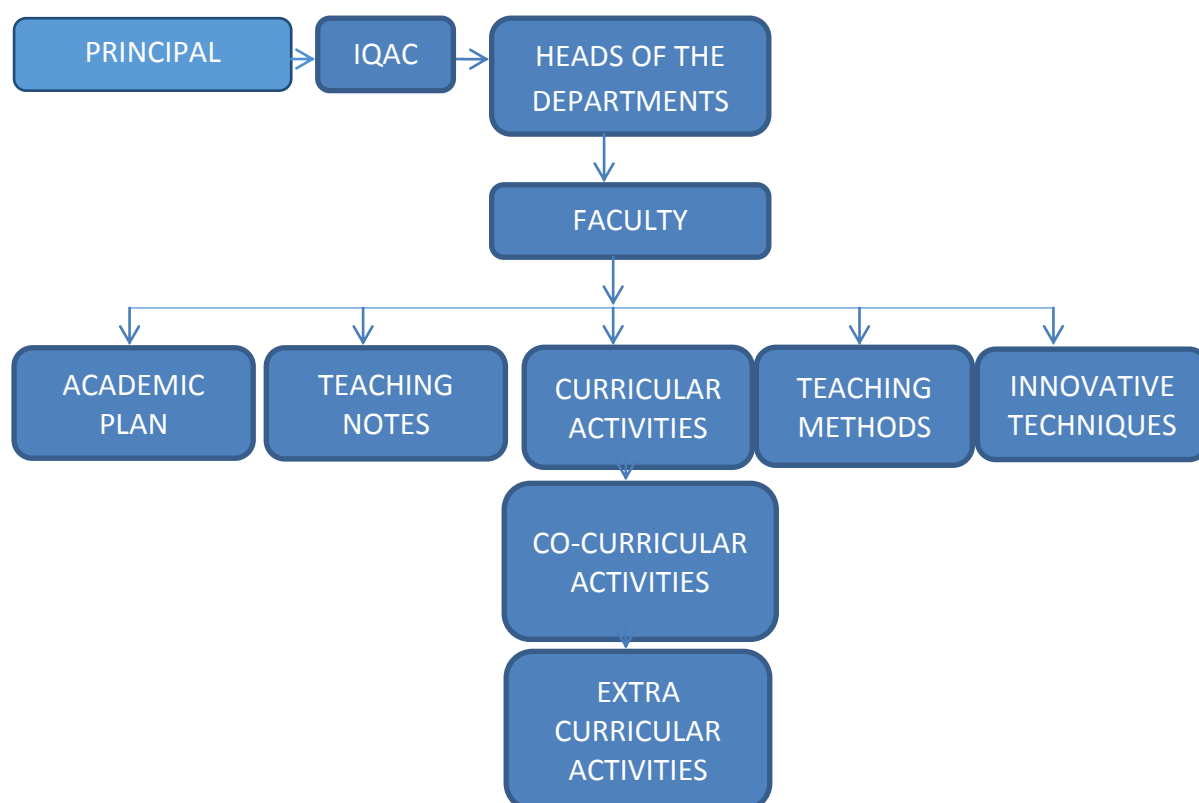 PRINCIPAL
IQAC
HEADS OF THE
DEPARTMENTS
FACULTY
ACADEMIC
PLAN
TEACHING
NOTES
CURRICULAR
ACTIVITIES
TEACHING
METHODS
INNOVATIVE
TECHNIQUES
CO-CURRICULAR
ACTIVITIES
EXTRA
CURRICULAR
ACTIVITIES